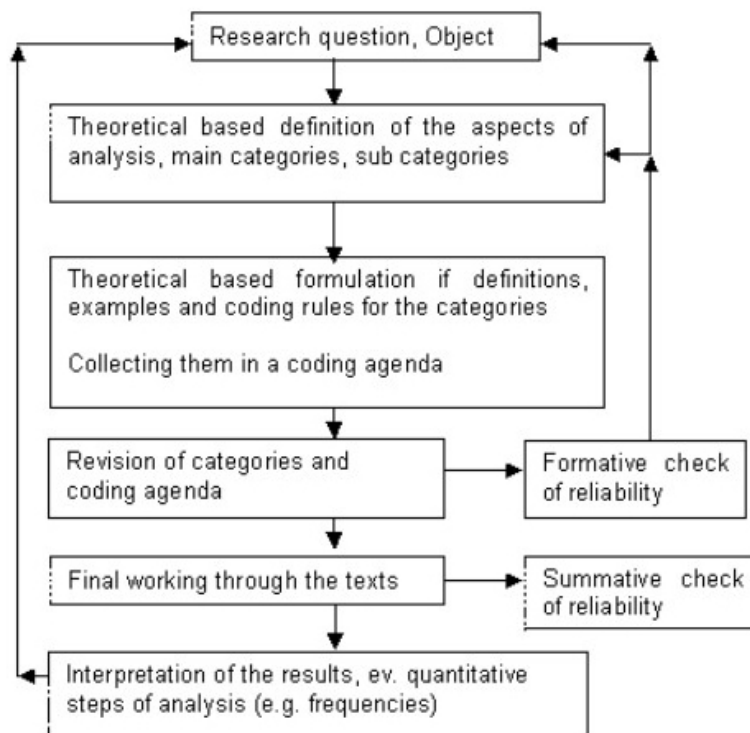 Research question, Object
Theoretical based definition of the aspects of
analysis, main categories, sub categories
Theoretical based formulation if definitions,
examples and coding rules for the categories
Collecting them in a coding agenda
Revision of categories and
coding agenda
Formative check
of reliability
Final working through the texts
Summative check
of reliability
Interpretation of the results, ev. quantitative
steps of analysis (e.g. frequencies)